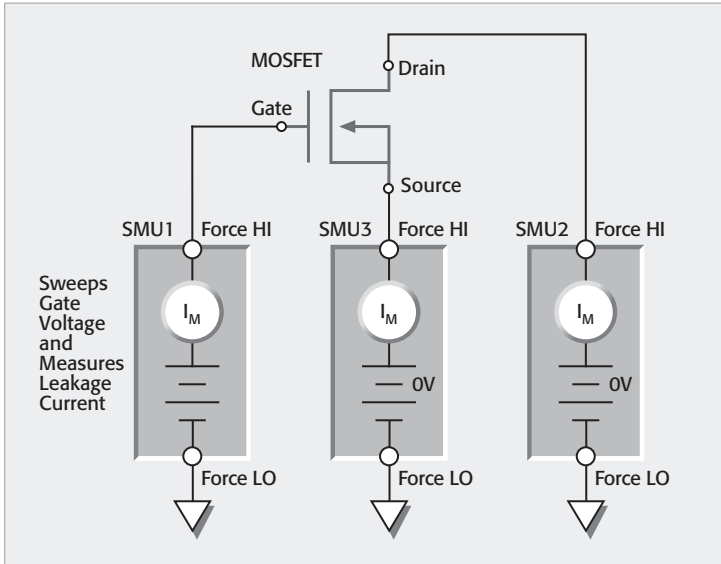 MOSFET
Drain
Gate
Source
SMU1 Force HI
SMU3 Force HI
SMU2 Force HI
Sweeps
Gate
Voltage
and
Measures
Leakage
Current
IM
IM
0V
IM
0V
Force LO
Force LO
Force LO